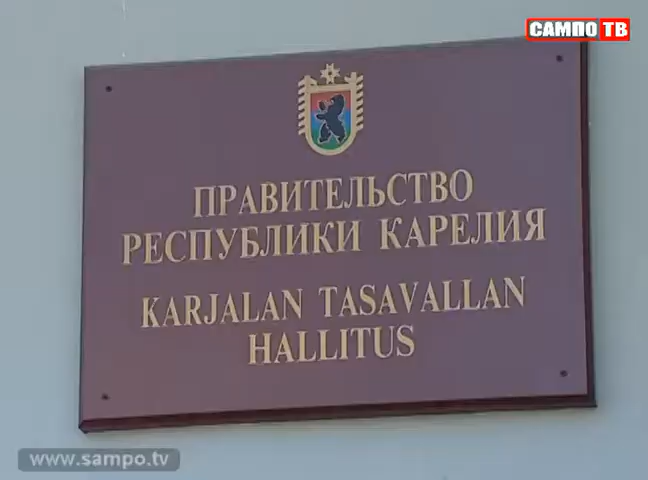 САМПО ТВ
ПРАВИТЕЛЬСТВО
РЕСПУБЛИКИ КАРЕЛИЯ
KARJALAN TASAVALLAN
HALLITUS
www.sampo.tv